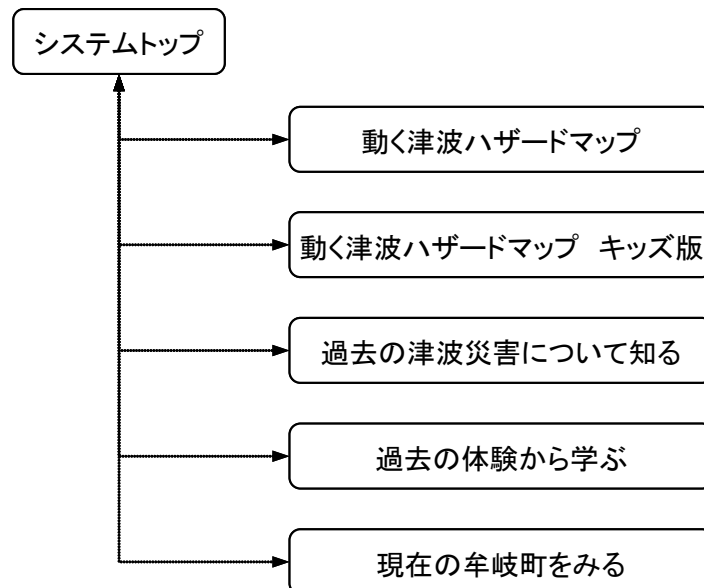 システムトップ
動く津波ハザードマップ
動く津波ハザードマップ　キッズ版
過去の津波災害について知る
過去の体験から学ぶ
現在の牟岐町をみる